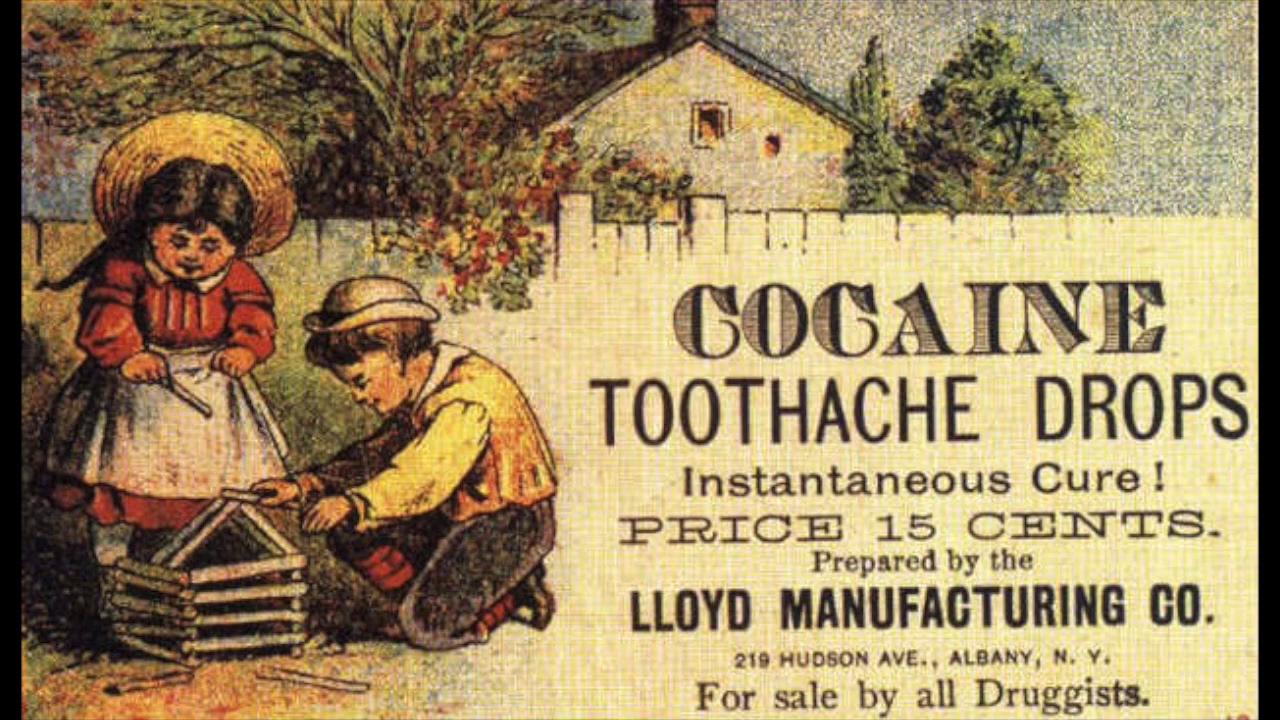 COCAINE
TOOTHACHE DROPS
Instantaneous Cure!
PRICE 15 CENTS.
Prepared by the
LLOYD MANUFACTURING CO.
219 HUDSON AVE., ALBANY, N. Y.
For sale by all Druggists.